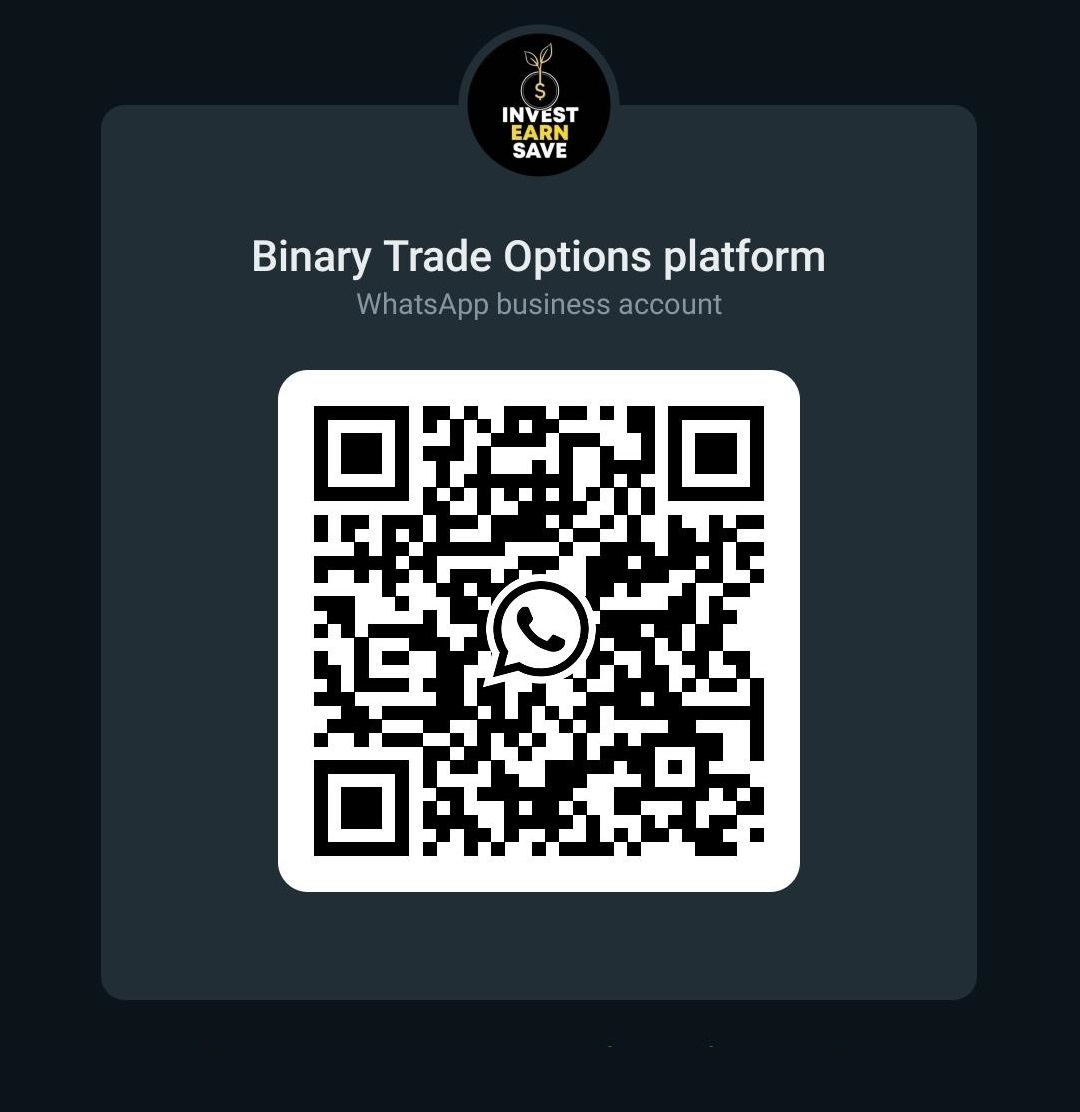 $
INVEST
EARN
SAVE
Binary Trade Options platform
WhatsApp business account